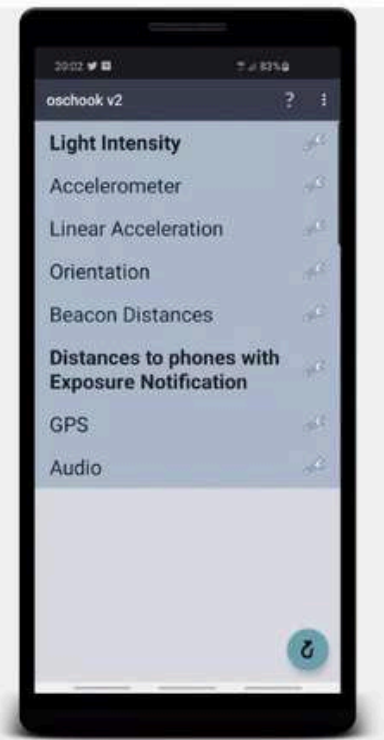 20:02
83%
oschook v2
?
Light Intensity
Accelerometer
Linear Acceleration
Orientation
Beacon Distances
Distances to phones with
Exposure Notification
GPS
Audio